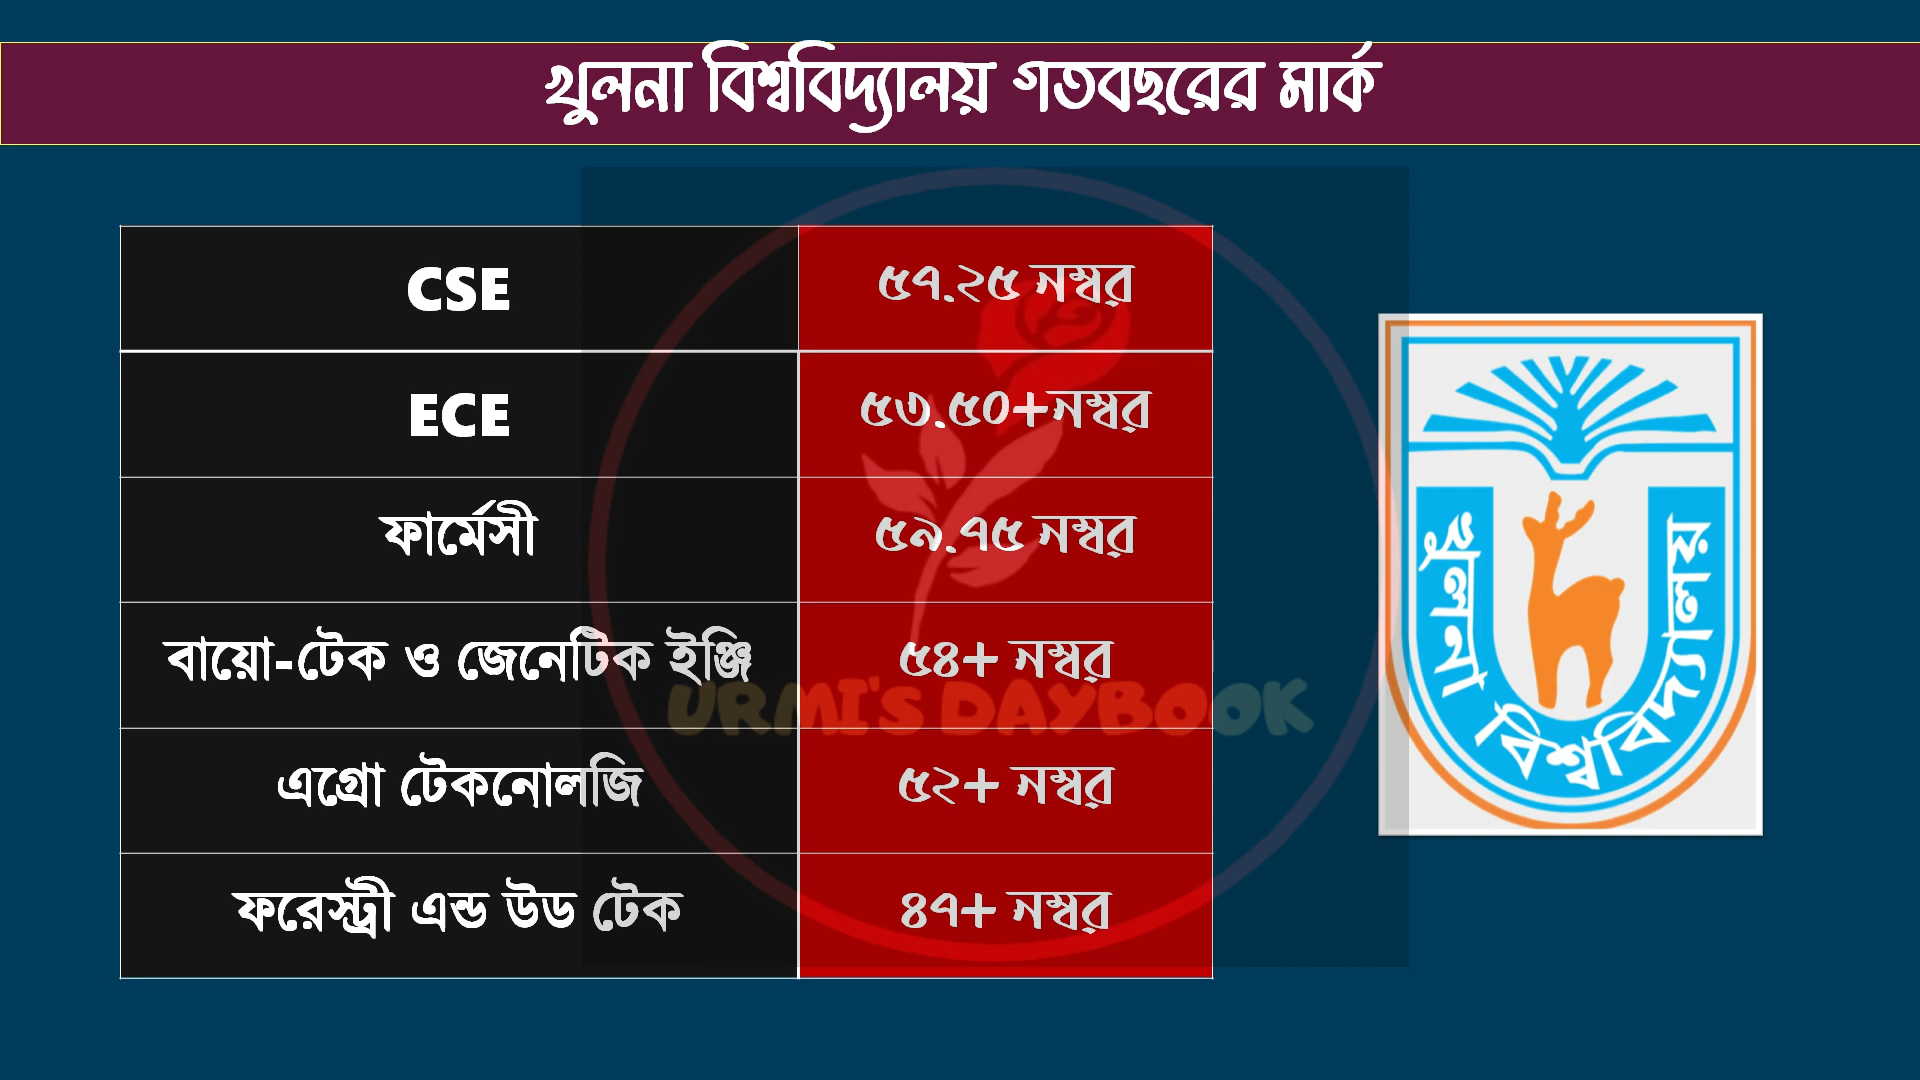 খুলনা বিশ্ববিদ্যালয় গতবছরের মার্ক
CSE ৫৭.২৫ নম্বর
ECE ৫৩.৫০+নম্বর
ফার্মেসী ৫৯.৭৫ নম্বর
বায়ো-টেক ও জেনেটিক ইঞ্জি ৫৪+ নম্বর
URMI'S DAYBOOK
এগ্রো টেকনোলজি ৫২+ নম্বর
ফরেস্ট্রী এন্ড উড টেক ৪৭+ নম্বর
খুলনা বিশ্ববিদ্যালয়